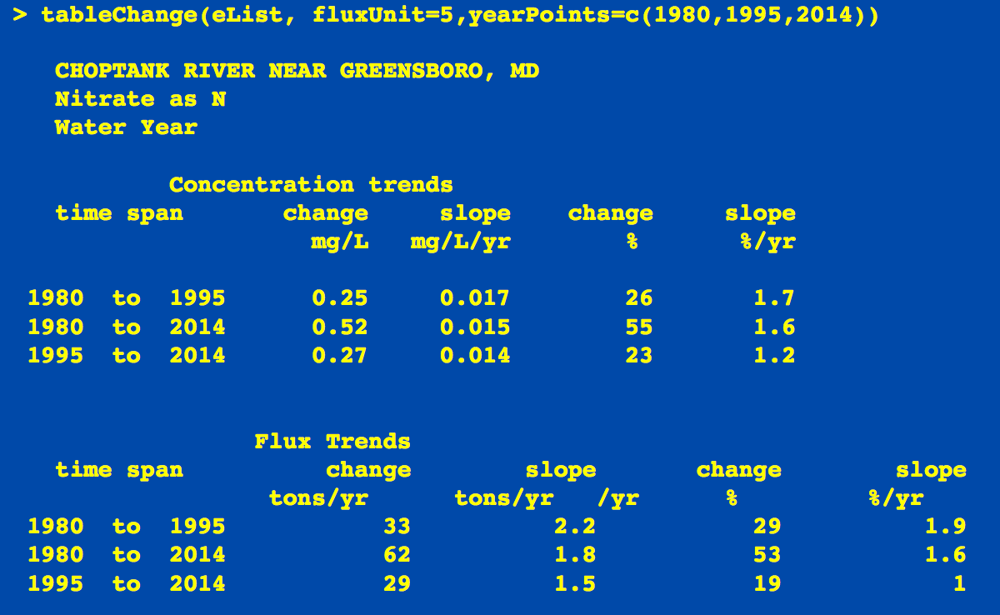 > tableChange(eList, fluxUnit=5,yearPoints=c(1980,1995,2014))
CHOPTANK RIVER NEAR GREENSBORO, MD
Nitrate as N
Water Year
Concentration trends
time span change slope change slope
mg/L mg/L/yr % %/yr
1980 to 1995 0.25 0.017 26 1.7
1980 to 2014 0.52 0.015 55 1.6
1995 to 2014 0.27 0.014 23 1.2
Flux Trends
time span change slope change slope
tons/yr tons/yr /yr % %/yr
1980 to 1995 33 2.2 29 1.9
1980 to 2014 62 1.8 53 1.6
1995 to 2014 29 1.5 19 1